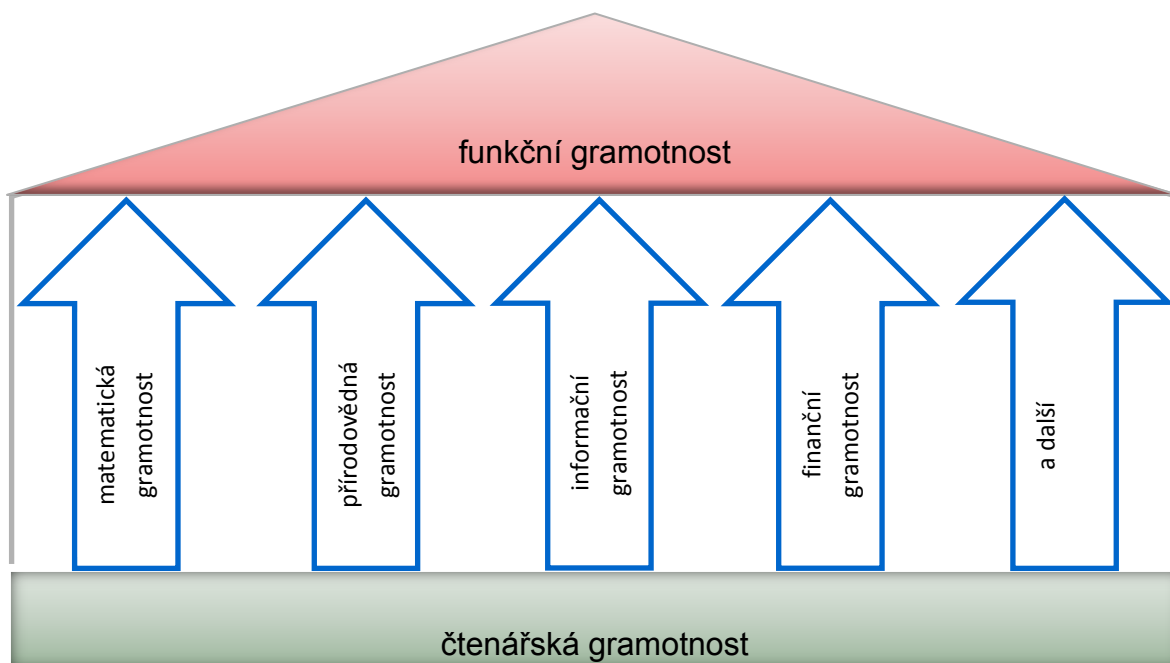 funkční gramotnost
matematická
gramotnost
přírodovědná
gramotnost
informační
gramotnost
finanční
gramotnost
a další
čtenářská gramotnost